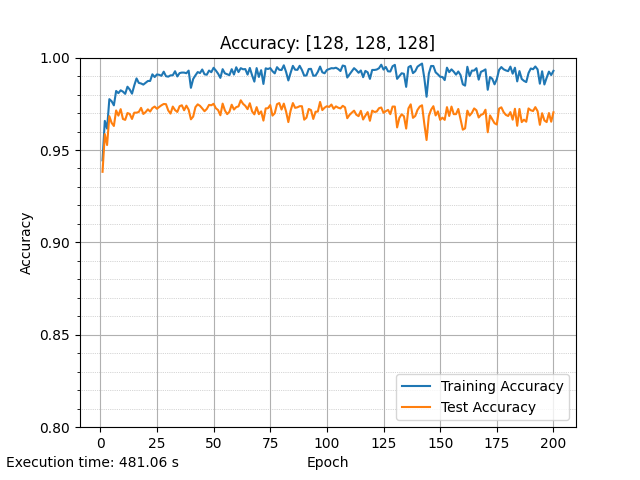 Accuracy: [128, 128, 128]
1.00
0.95
0.90
0.85
0.80
Accuracy
0 25 50 75 100 125 150 175 200
Epoch
Training Accuracy
Test Accuracy
Execution time: 481.06 s